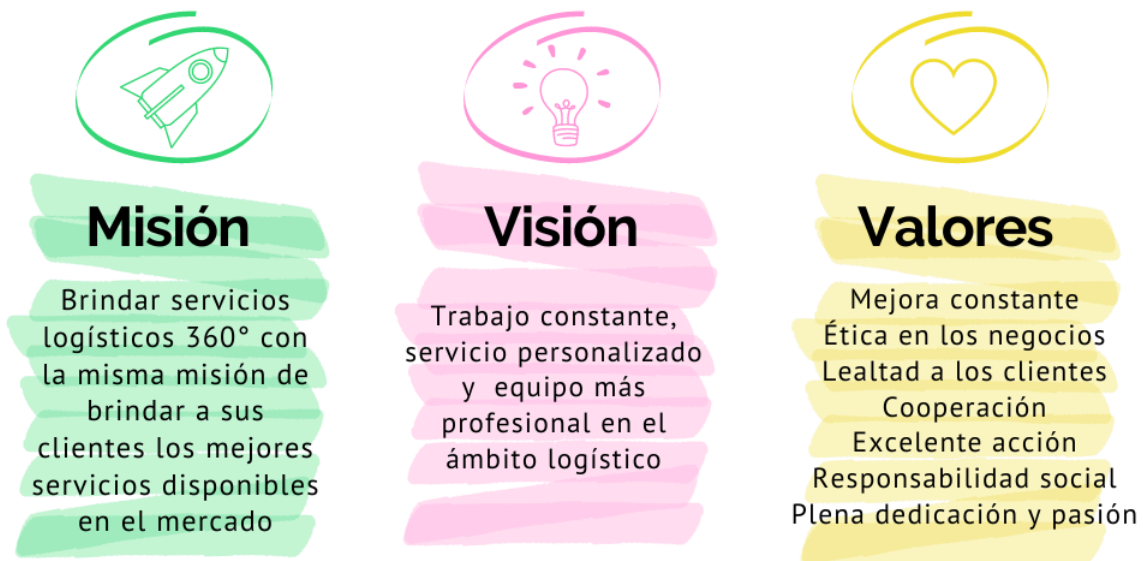 Misión
Brindar servicios
logísticos 360° con
la misma misión de
brindar a sus
clientes los mejores
servicios disponibles
en el mercado
Visión
Trabajo constante,
servicio personalizado
y equipo más
profesional en el
ámbito logístico
Valores
Mejora constante
Ética en los negocios
Lealtad a los clientes
Cooperación
Excelente acción
Responsabilidad social
Plena dedicación y pasión